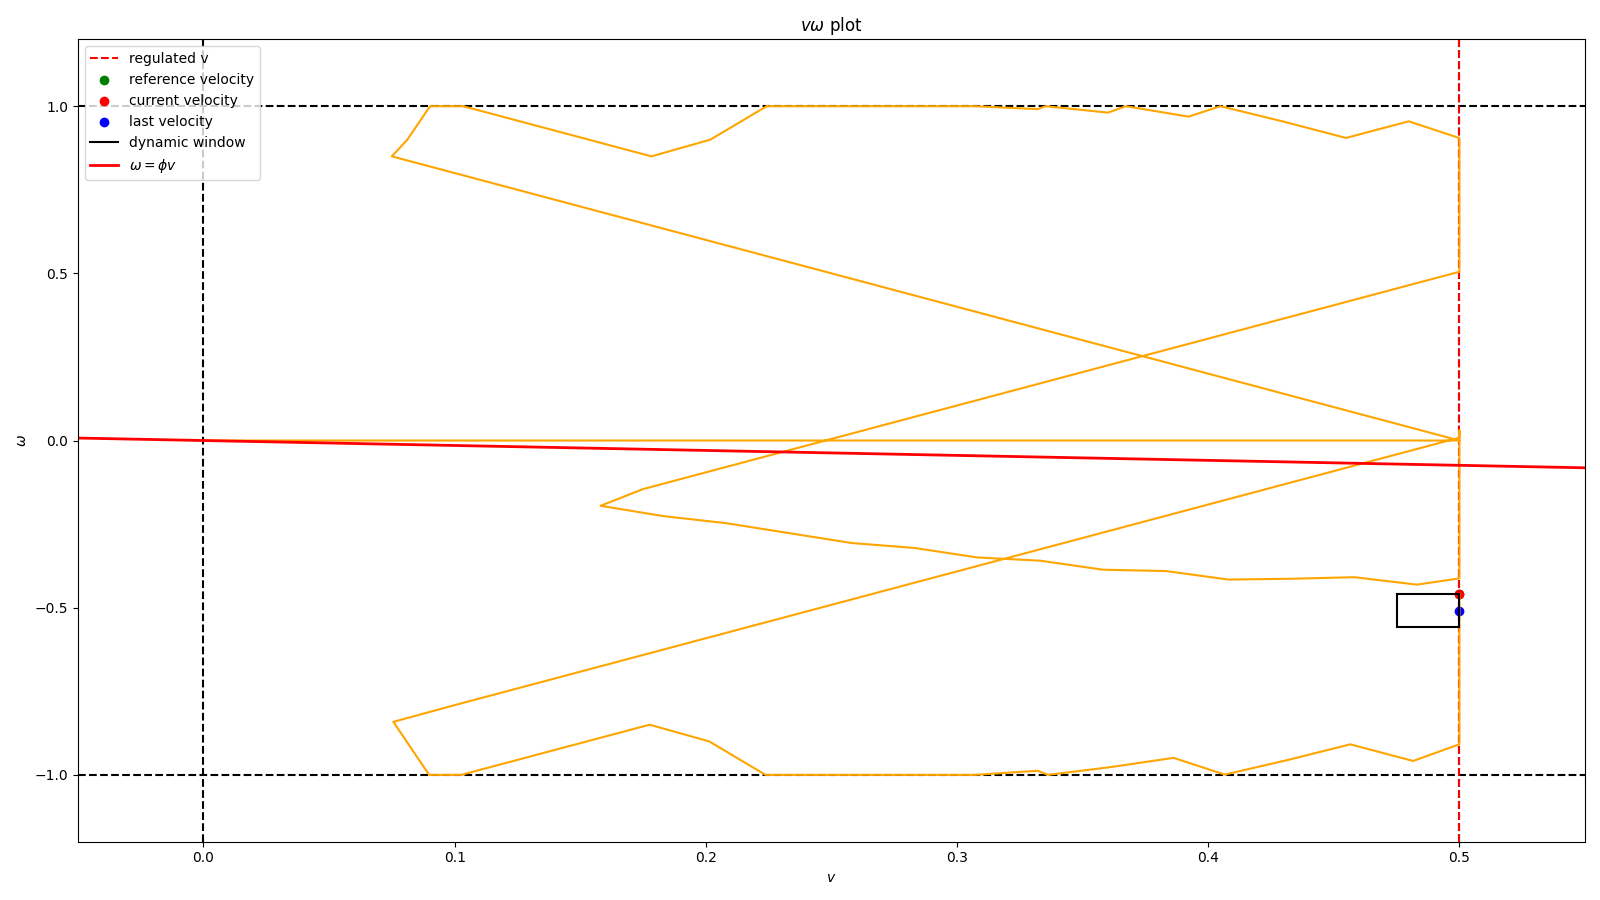 vω plot
regulated v
reference velocity
current velocity
last velocity
dynamic window
ω = ϕv
1.0
0.5
0.0
−0.5
−1.0
ω
0.0 0.1 0.2 0.3 0.4 0.5
v